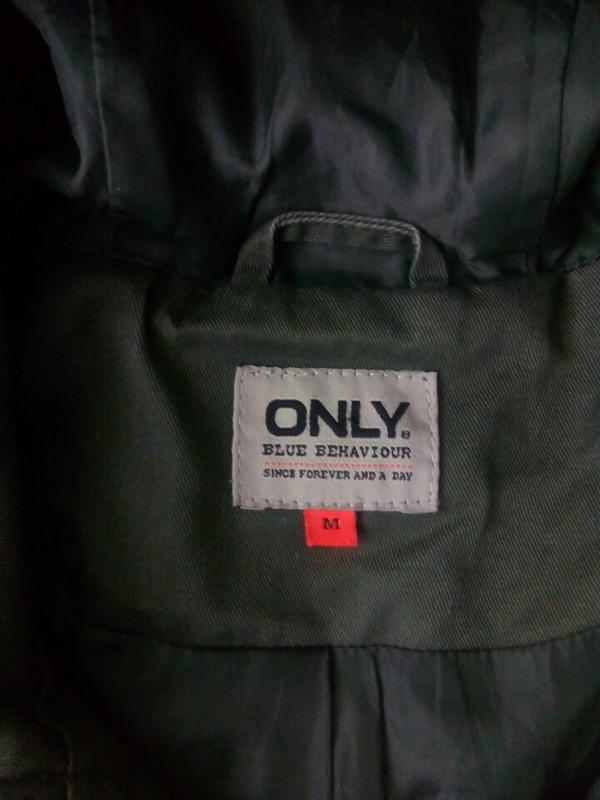 ONLY®
BLUE BEHAVIOUR
SINCE FOREVER AND A DAY
M